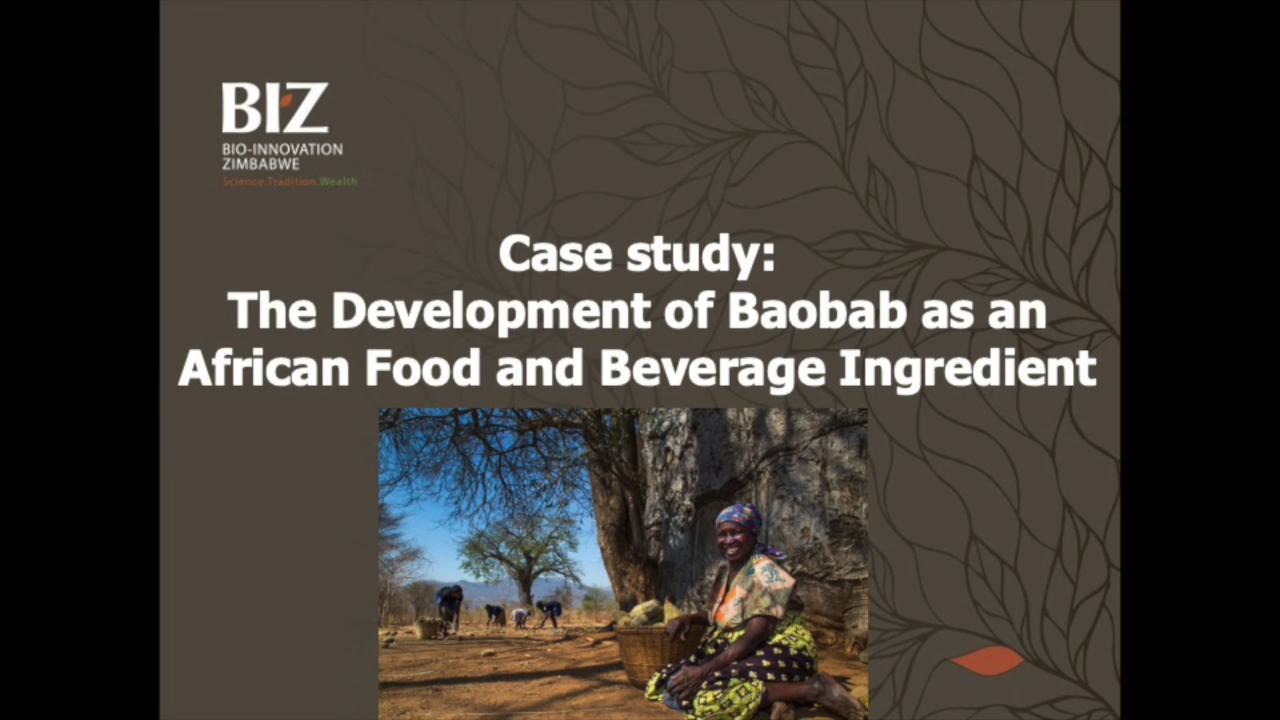 BIZ
BIO-INNOVATION
ZIMBABWE
Science.Tradition.Wealth
Case study:
The Development of Baobab as an
African Food and Beverage Ingredient